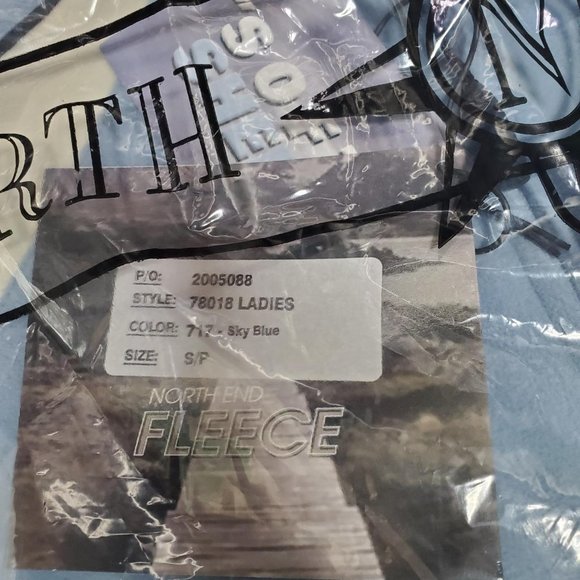 RTH
N
P/O: 2005088
STYLE: 78018 LADIES
COLOR: 717 - Sky Blue
SIZE: S/P
NORTH END
FLEECE